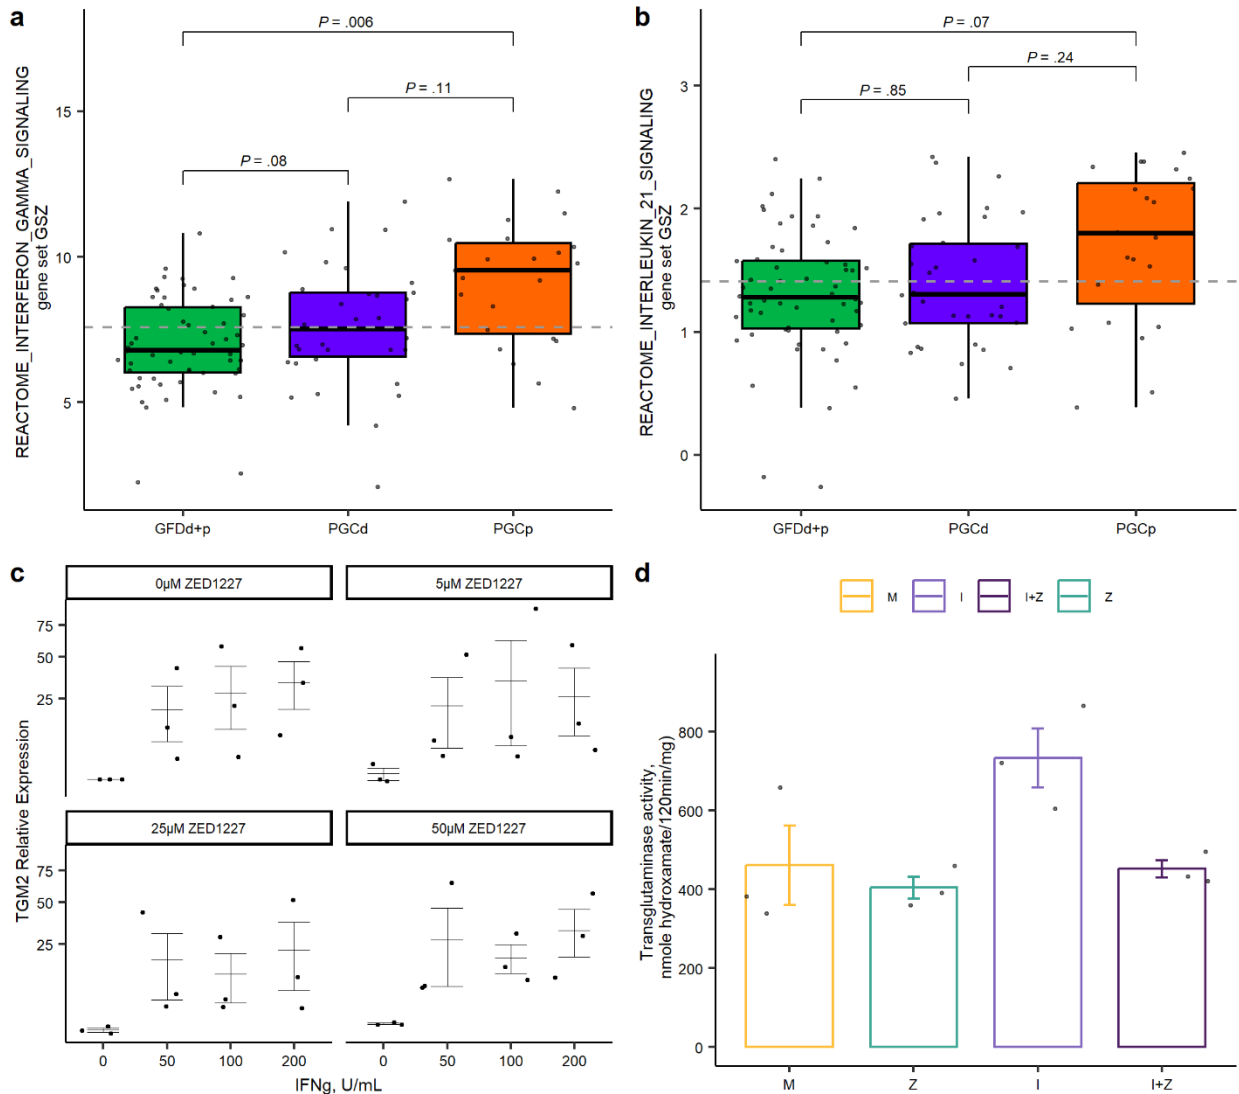 a
P = .006
P = .11
P = .08
REACTOME_INTERFERON_GAMMA_SIGNALING
gene set GSZ
15
10
5
GFDd+p
PGCd
PGCp
b
P = .07
P = .24
P = .85
REACTOME_INTERLEUKIN_21_SIGNALING
gene set GSZ
3
2
1
0
GFDd+p
PGCd
PGCp
c
0µM ZED1227
5µM ZED1227
75
50
25
25µM ZED1227
50µM ZED1227
75
50
25
TGM2 Relative Expression
0
50
100
200
0
50
100
200
IFNg, U/mL
d
M
I
I+Z
Z
Transglutaminase activity,
nmole hydroxamate/120min/mg)
800
600
400
200
0
M
Z
I
I+Z